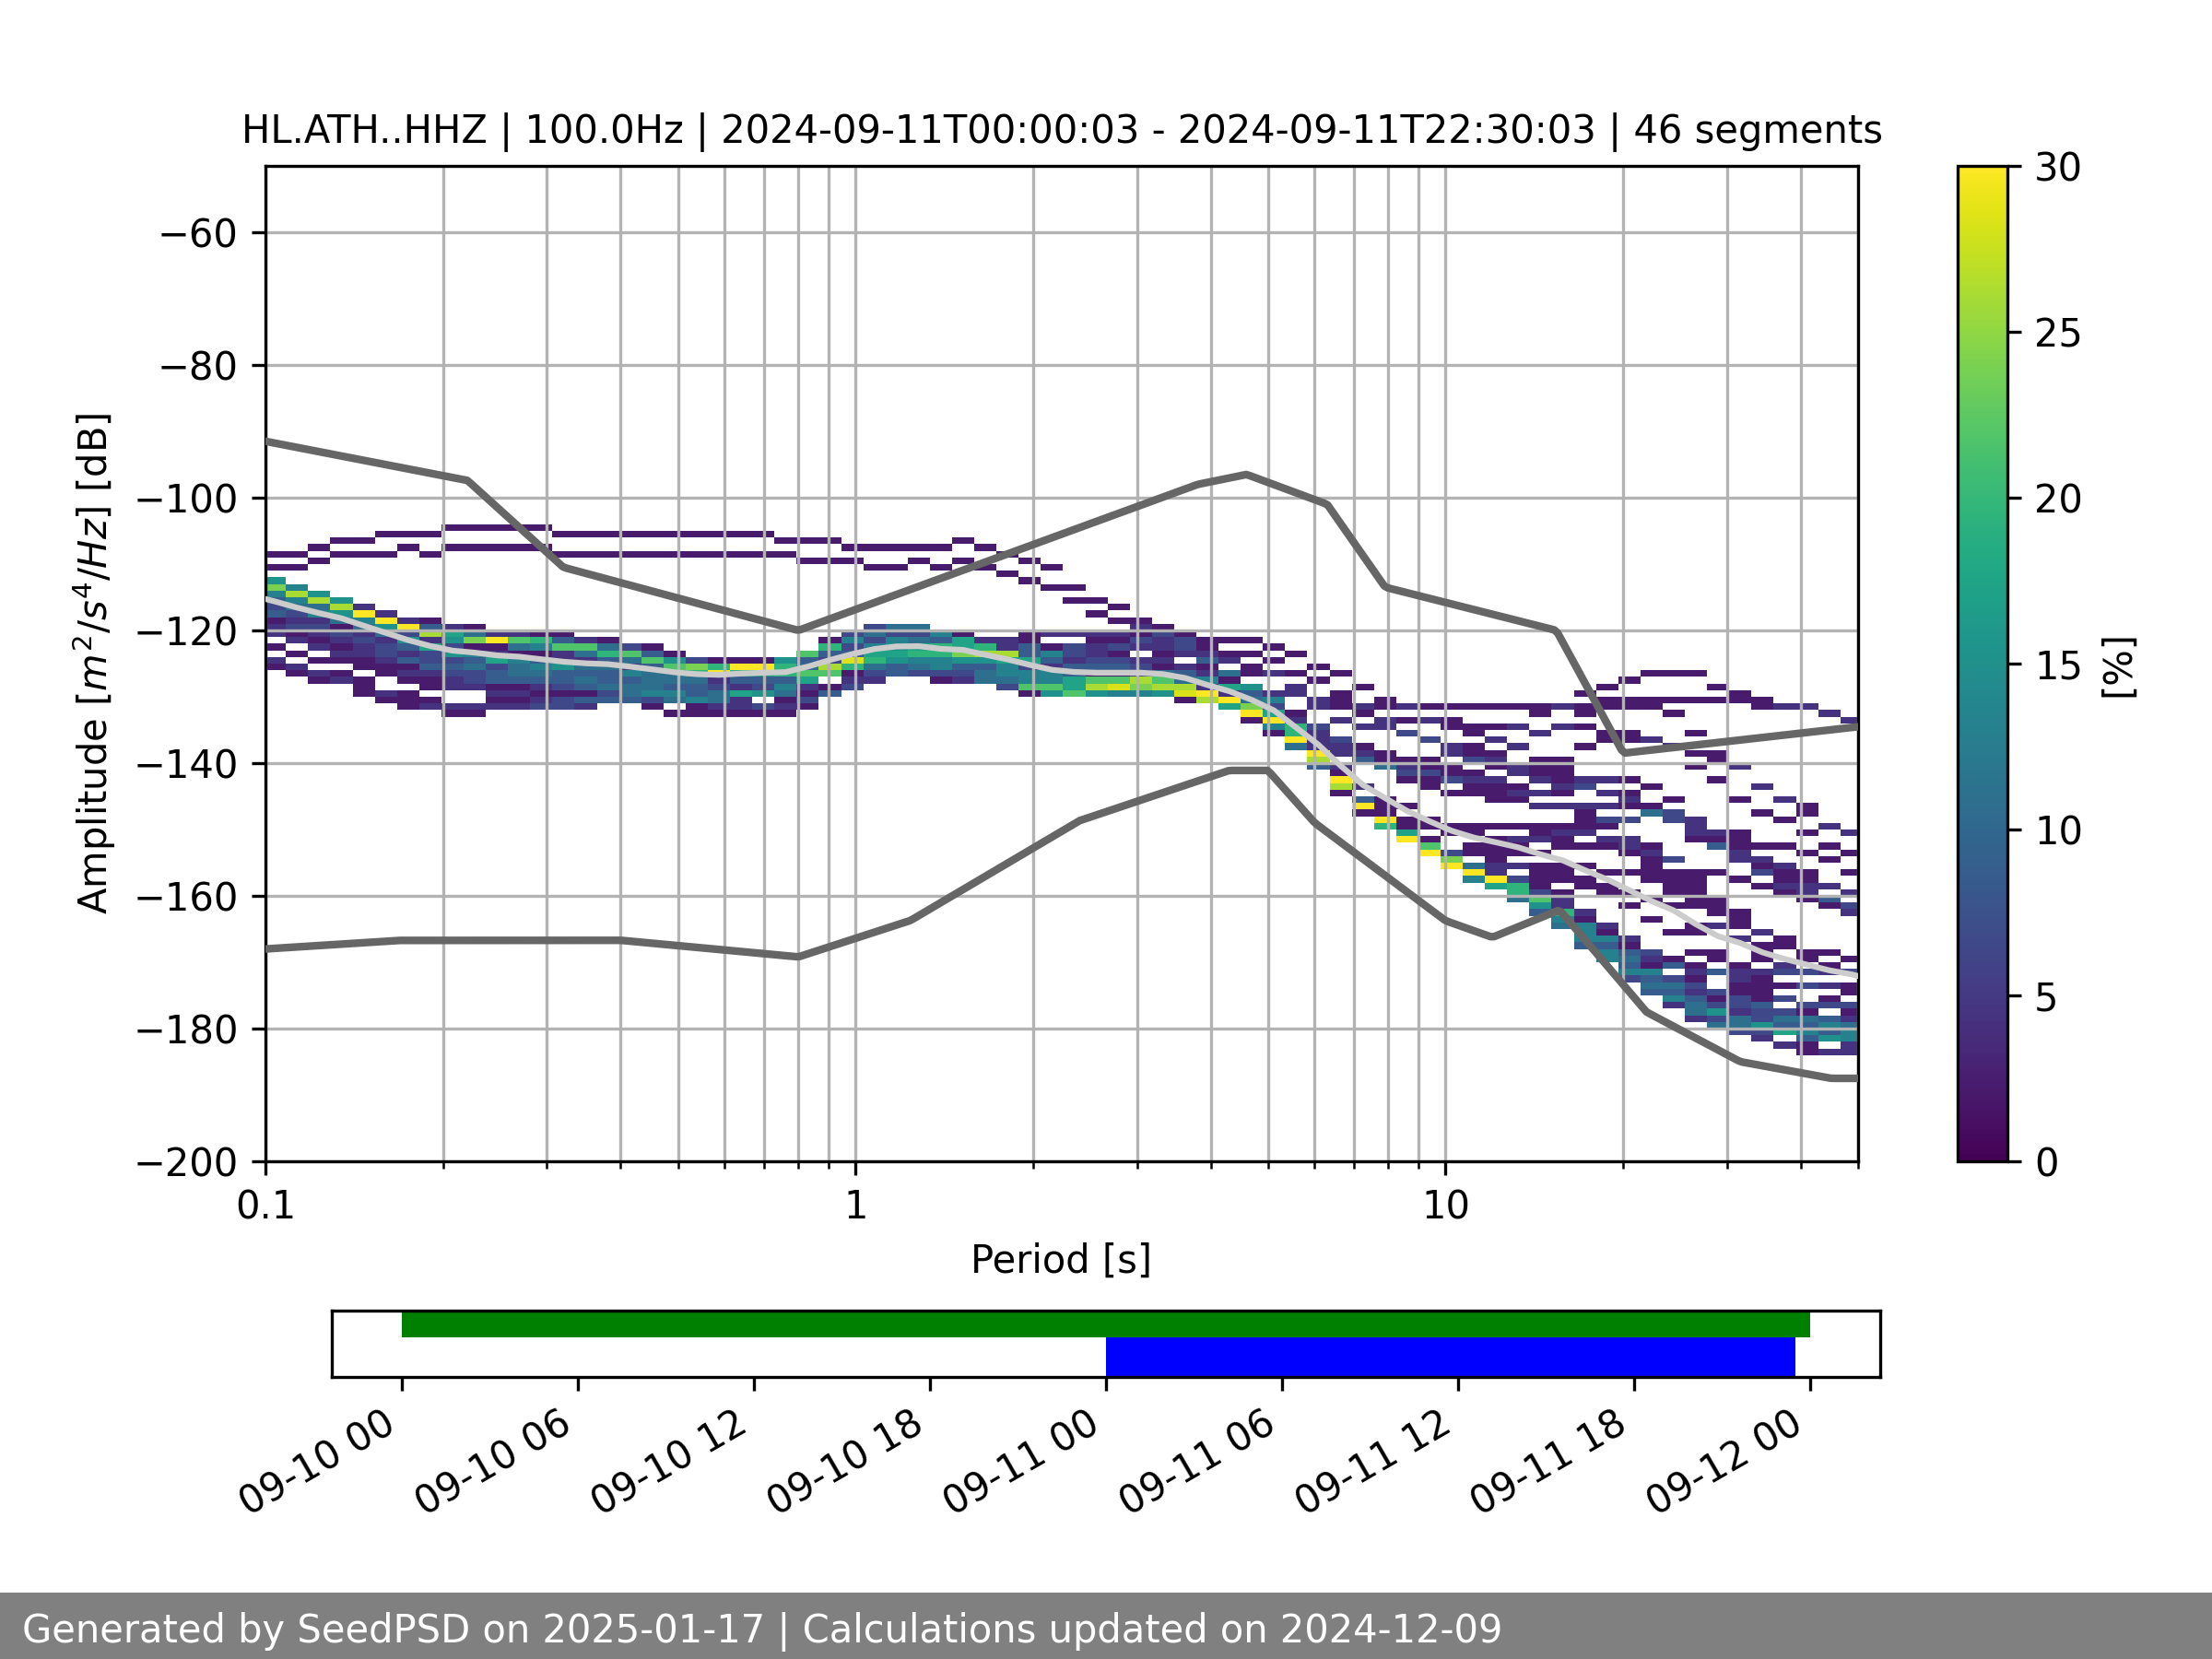 HL.ATH..HHZ | 100.0Hz | 2024-09-11T00:00:03 - 2024-09-11T22:30:03 | 46 segments
Amplitude [m²/s⁴/Hz] [dB]
−60
−80
−100
−120
−140
−160
−180
−200
0.1 1 10
Period [s]
30
25
20
15
10
5
0
[%]
09-10 00 09-10 06 09-10 12 09-10 18 09-11 00 09-11 06 09-11 12 09-11 18 09-12 00
Generated by SeedPSD on 2025-01-17 | Calculations updated on 2024-12-09